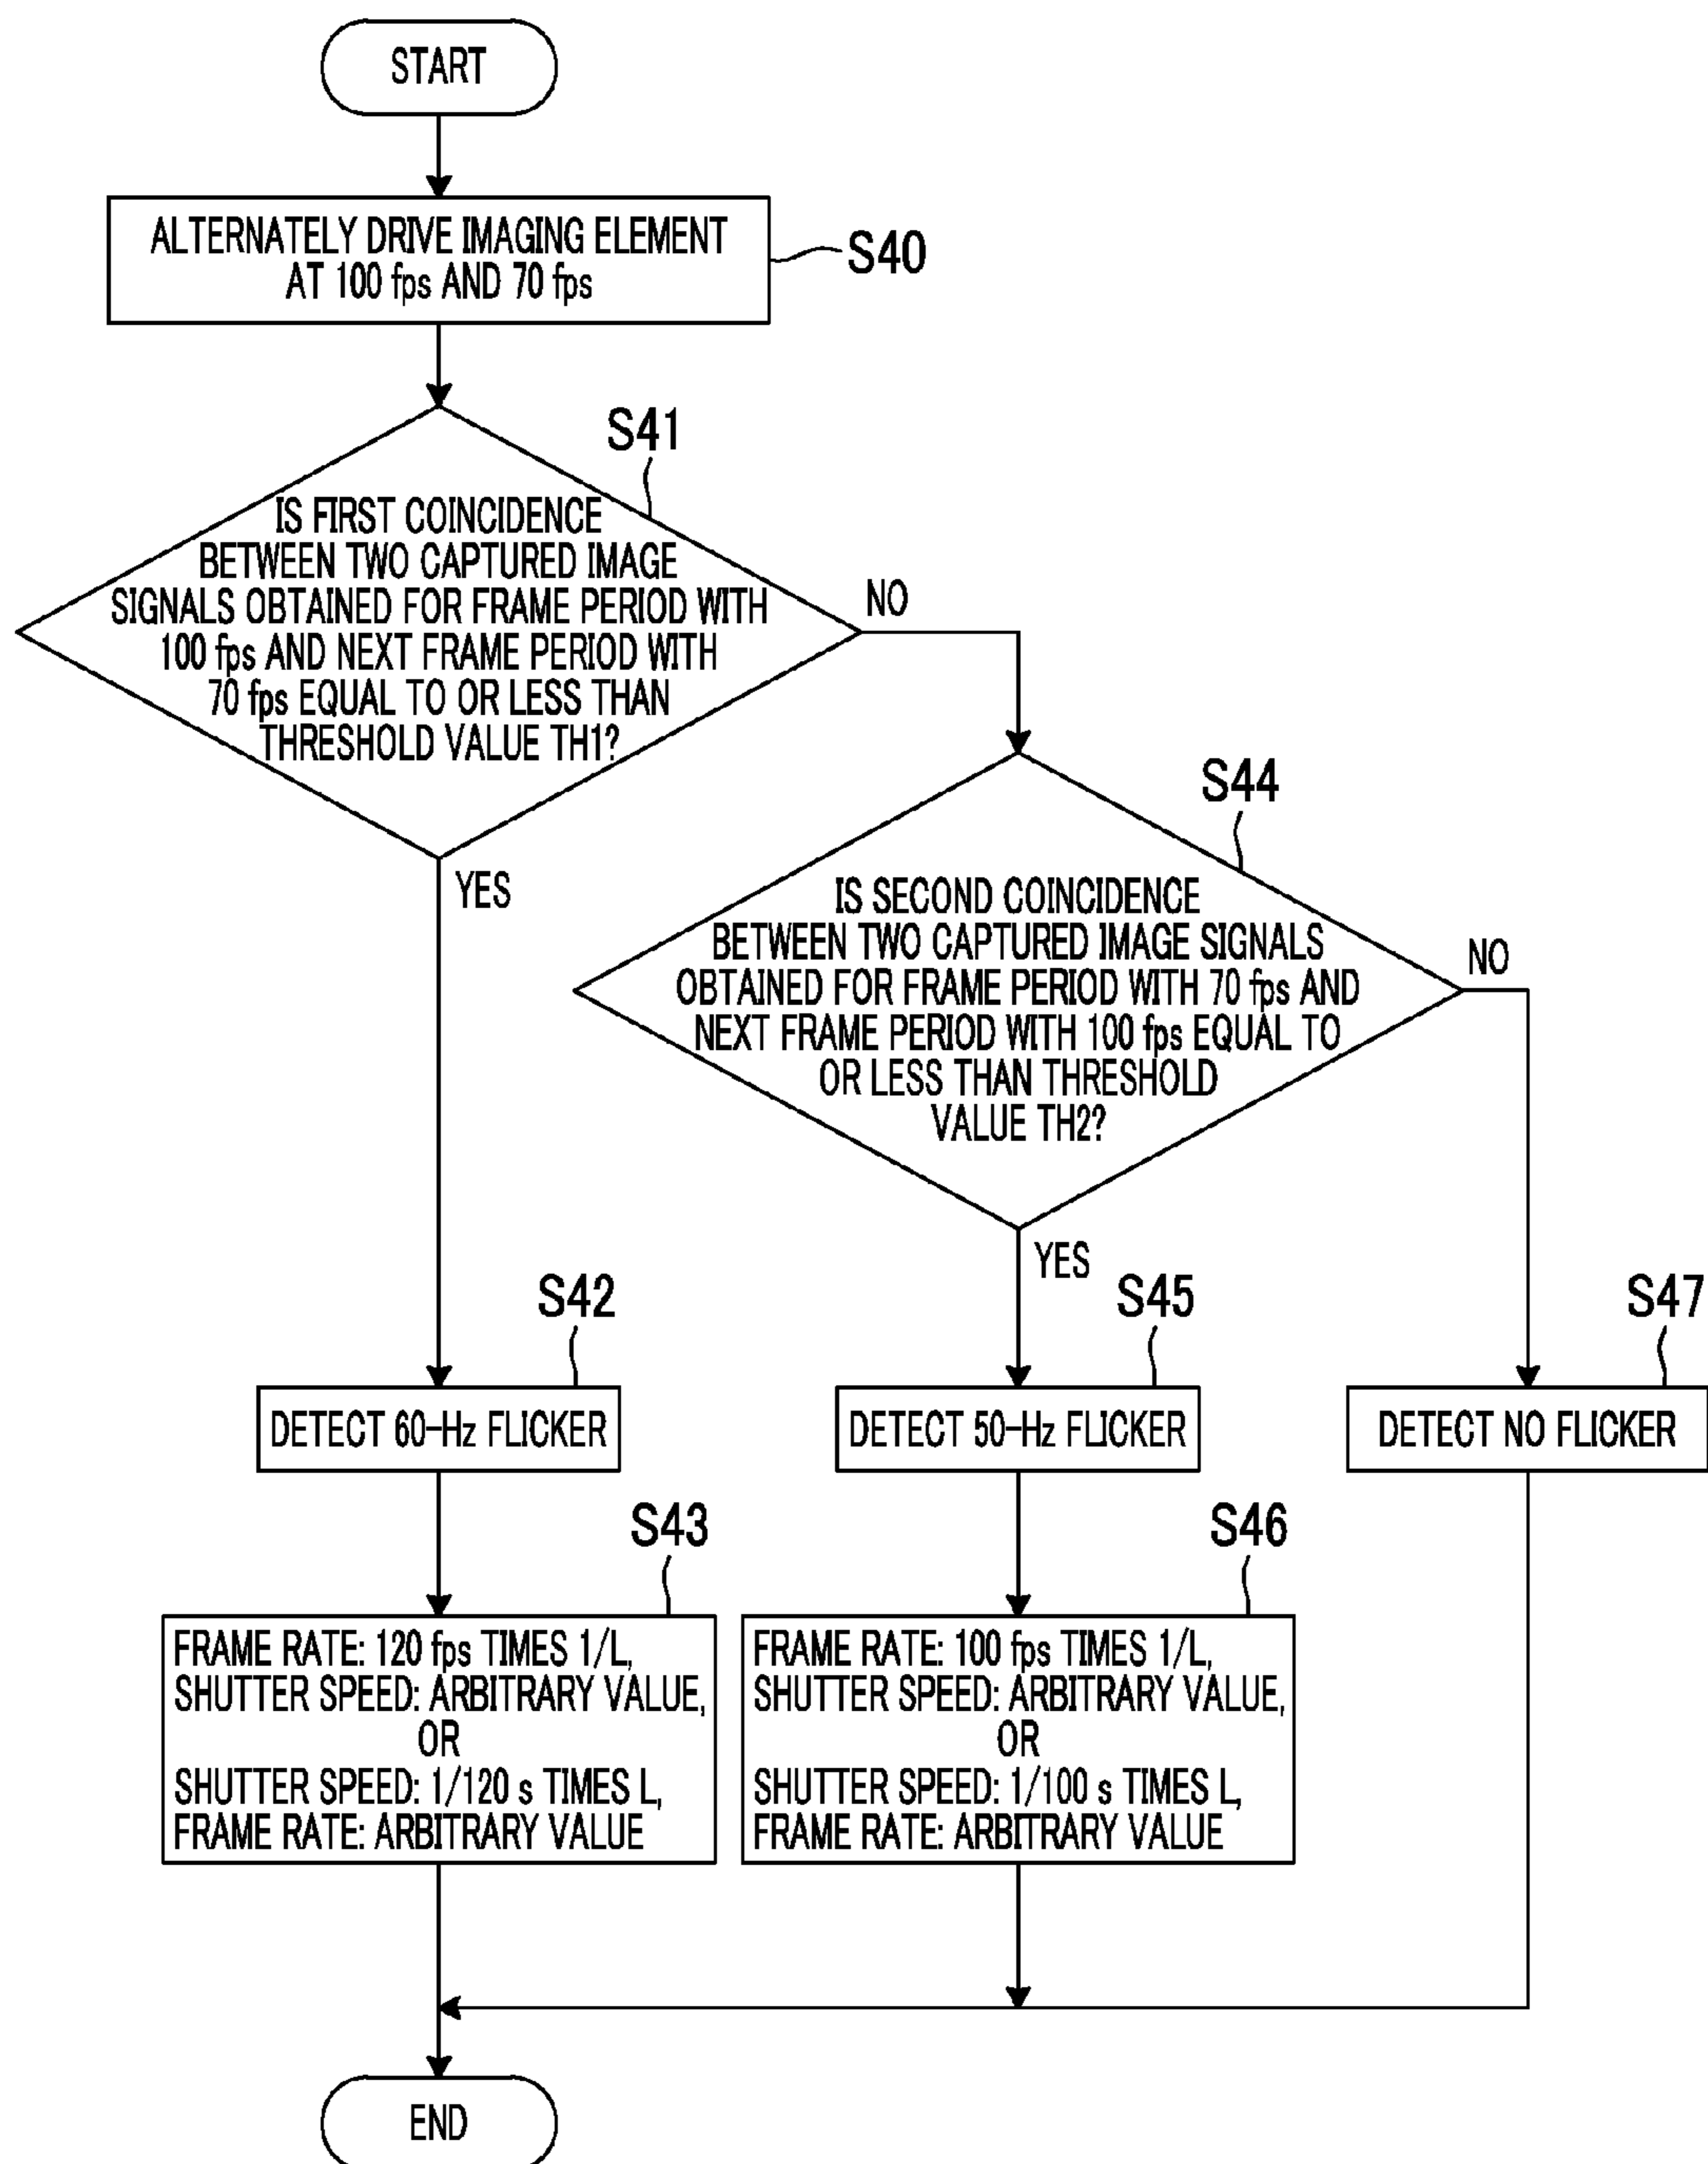 START
ALTERNATELY DRIVE IMAGING ELEMENT
AT 100 fps AND 70 fps
S40
S41
IS FIRST COINCIDENCE
BETWEEN TWO CAPTURED IMAGE
SIGNALS OBTAINED FOR FRAME PERIOD WITH
100 fps AND NEXT FRAME PERIOD WITH
70 fps EQUAL TO OR LESS THAN
THRESHOLD VALUE TH1?
NO
YES
S44
IS SECOND COINCIDENCE
BETWEEN TWO CAPTURED IMAGE SIGNALS
OBTAINED FOR FRAME PERIOD WITH 70 fps AND
NEXT FRAME PERIOD WITH 100 fps EQUAL TO
OR LESS THAN THRESHOLD
VALUE TH2?
NO
YES
S42
DETECT 60-Hz FLICKER
S45
DETECT 50-Hz FLICKER
S47
DETECT NO FLICKER
S43
FRAME RATE: 120 fps TIMES 1/L,
SHUTTER SPEED: ARBITRARY VALUE,
OR
SHUTTER SPEED: 1/120 s TIMES L,
FRAME RATE: ARBITRARY VALUE
S46
FRAME RATE: 100 fps TIMES 1/L,
SHUTTER SPEED: ARBITRARY VALUE,
OR
SHUTTER SPEED: 1/100 s TIMES L,
FRAME RATE: ARBITRARY VALUE
END